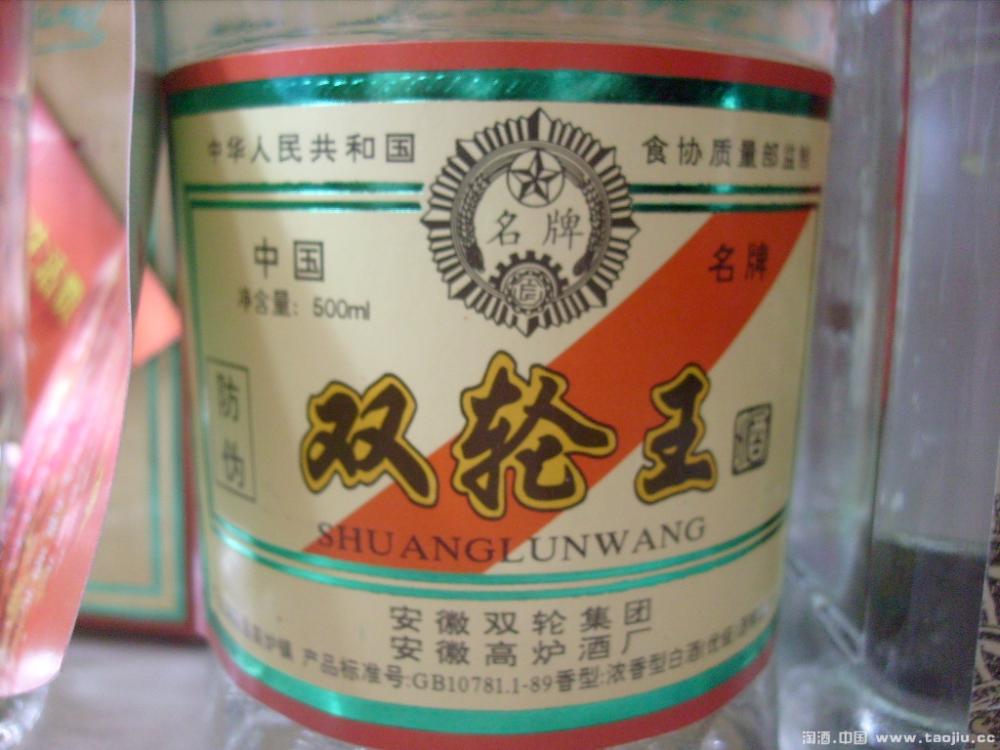 中华人民共和国
食协质量部监制
名牌
中国
名牌
净含量：500ml
防伪
双轮王
酒
SHUANGLUNWANG
安徽双轮集团
安徽高炉酒厂
产品标准号:GB10781.1-89香型:浓香型白酒(优级)
淘酒.中国 www.taojiu.cc